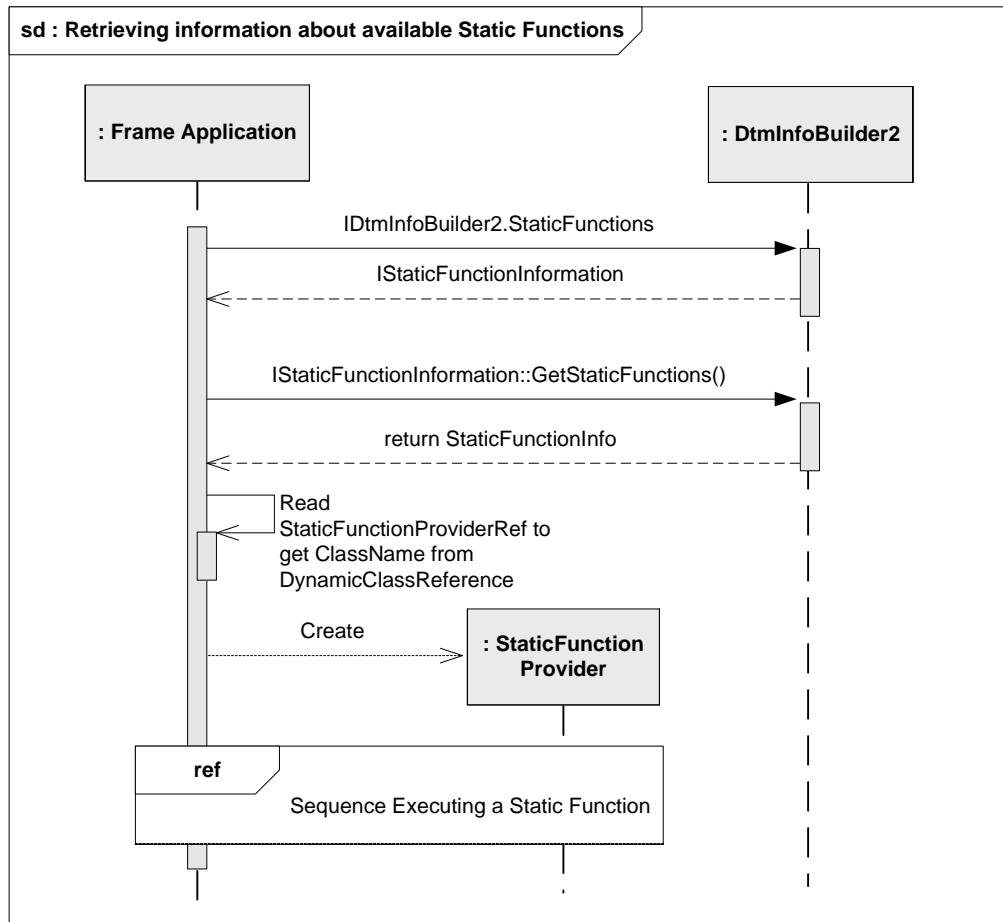 sd : Retrieving information about available Static Functions
: Frame Application
: DtmInfoBuilder2
IDtmInfoBuilder2.StaticFunctions
IStaticFunctionInformation
IStaticFunctionInformation::GetStaticFunctions()
return StaticFunctionInfo
Read
StaticFunctionProviderRef to
get ClassName from
DynamicClassReference
Create
: StaticFunction
Provider
ref
Sequence Executing a Static Function